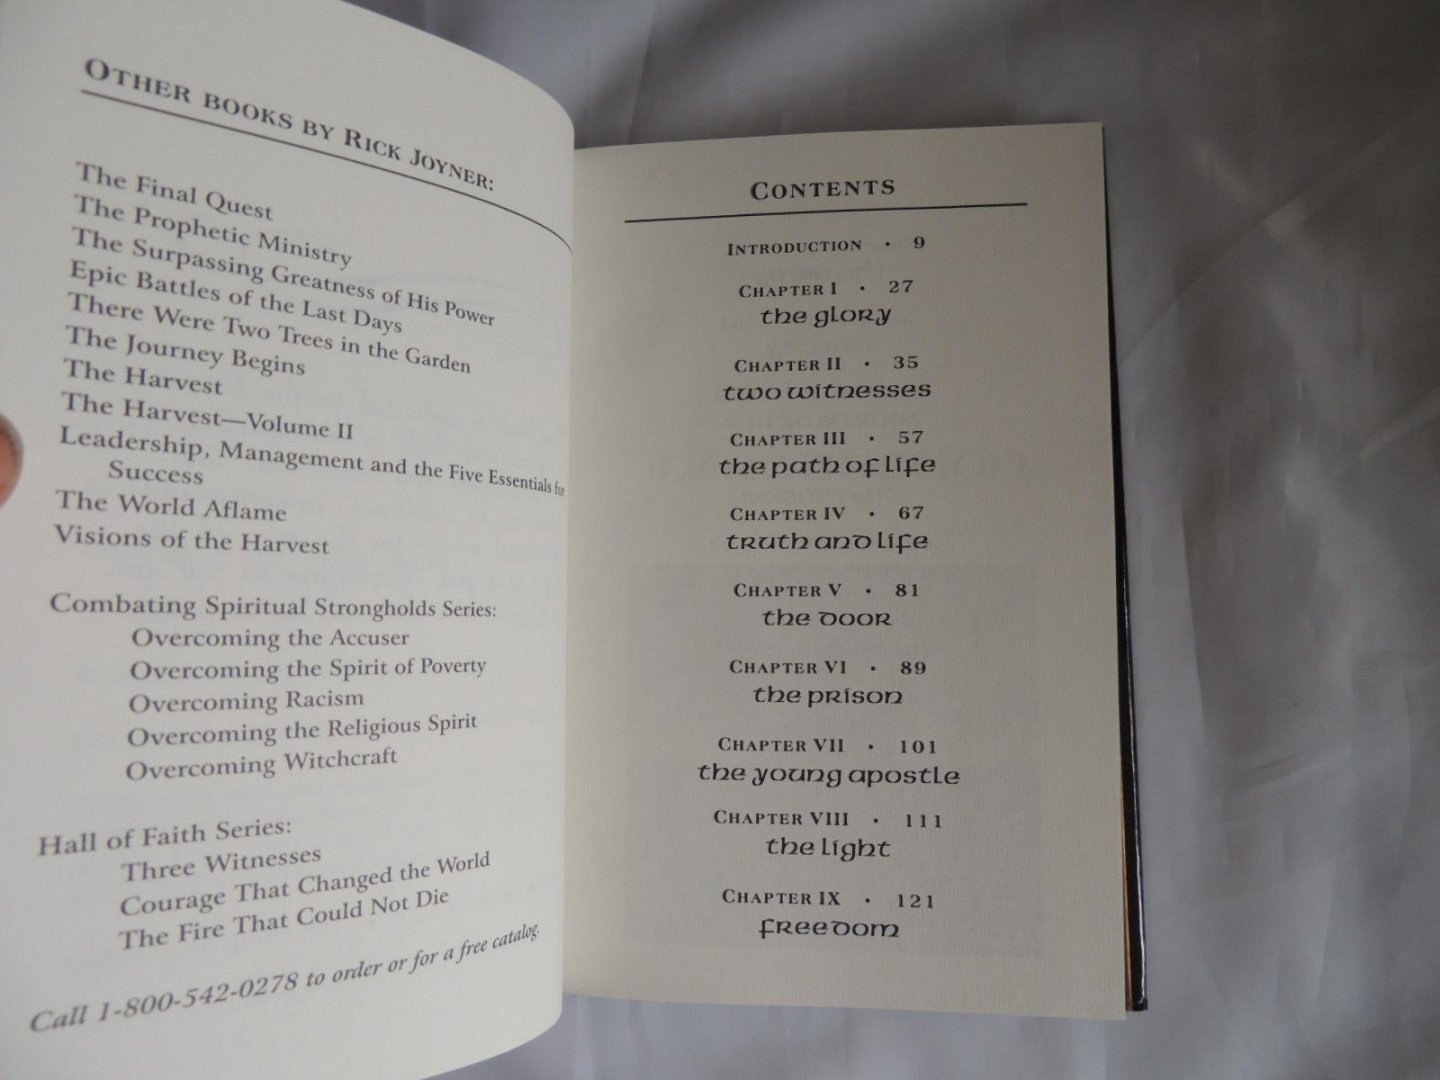 OTHER BOOKS BY RICK JOYNER:
The Final Quest
The Prophetic Ministry
The Surpassing Greatness of His Power
Epic Battles of the Last Days
There Were Two Trees in the Garden
The Journey Begins
The Harvest
The Harvest—Volume II
Leadership, Management and the Five Essentials for
Success
The World Aflame
Visions of the Harvest
Combating Spiritual Strongholds Series:
Overcoming the Accuser
Overcoming the Spirit of Poverty
Overcoming Racism
Overcoming the Religious Spirit
Overcoming Witchcraft
Hall of Faith Series:
Three Witnesses
Courage That Changed the World
The Fire That Could Not Die
Call 1-800-542-0278 to order or for a free catalog.
CONTENTS
INTRODUCTION • 9
CHAPTER I • 27
the glory
CHAPTER II • 35
two witnesses
CHAPTER III • 57
the path of life
CHAPTER IV • 67
truth and life
CHAPTER V • 81
the door
CHAPTER VI • 89
the prison
CHAPTER VII • 101
the young apostle
CHAPTER VIII • 111
the light
CHAPTER IX • 121
freedom